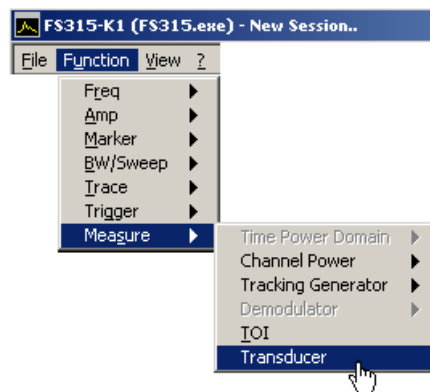 FS315-K1 (FS315.exe) - New Session..
File Function View ?
Freq
Amp
Marker
BW/Sweep
Trace
Trigger
Measure
Time Power Domain
Channel Power
Tracking Generator
Demodulator
TOI
Transducer